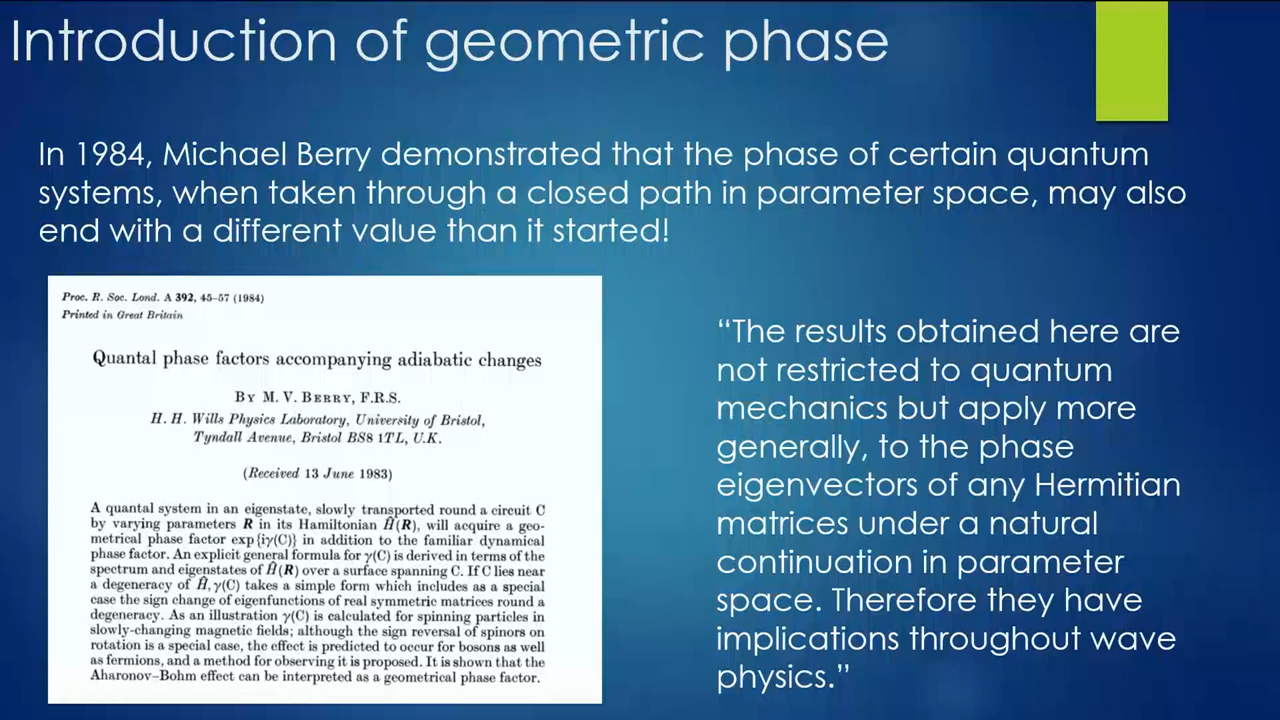 Introduction of geometric phase
In 1984, Michael Berry demonstrated that the phase of certain quantum
systems, when taken through a closed path in parameter space, may also
end with a different value than it started!
Proc. R. Soc. Lond. A 392, 45–57 (1984)
Printed in Great Britain
Quantal phase factors accompanying adiabatic changes
By M. V. Berry, F.R.S.
H. H. Wills Physics Laboratory, University of Bristol,
Tyndall Avenue, Bristol BS8 1TL, U.K.
(Received 13 June 1983)
A quantal system in an eigenstate, slowly transported round a circuit C
by varying parameters R in its Hamiltonian Ĥ(R), will acquire a geo-
metrical phase factor exp{iγ(C)} in addition to the familiar dynamical
phase factor. An explicit general formula for γ(C) is derived in terms of the
spectrum and eigenstates of Ĥ(R) over a surface spanning C. If C lies near
a degeneracy of Ĥ, γ(C) takes a simple form which includes as a special
case the sign change of eigenfunctions of real symmetric matrices round a
degeneracy. As an illustration γ(C) is calculated for spinning particles in
slowly-changing magnetic fields; although the sign reversal of spinors on
rotation is a special case, the effect is predicted to occur for bosons as well
as fermions, and a method for observing it is proposed. It is shown that the
Aharonov–Bohm effect can be interpreted as a geometrical phase factor.
“The results obtained here are
not restricted to quantum
mechanics but apply more
generally, to the phase
eigenvectors of any Hermitian
matrices under a natural
continuation in parameter
space. Therefore they have
implications throughout wave
physics.”